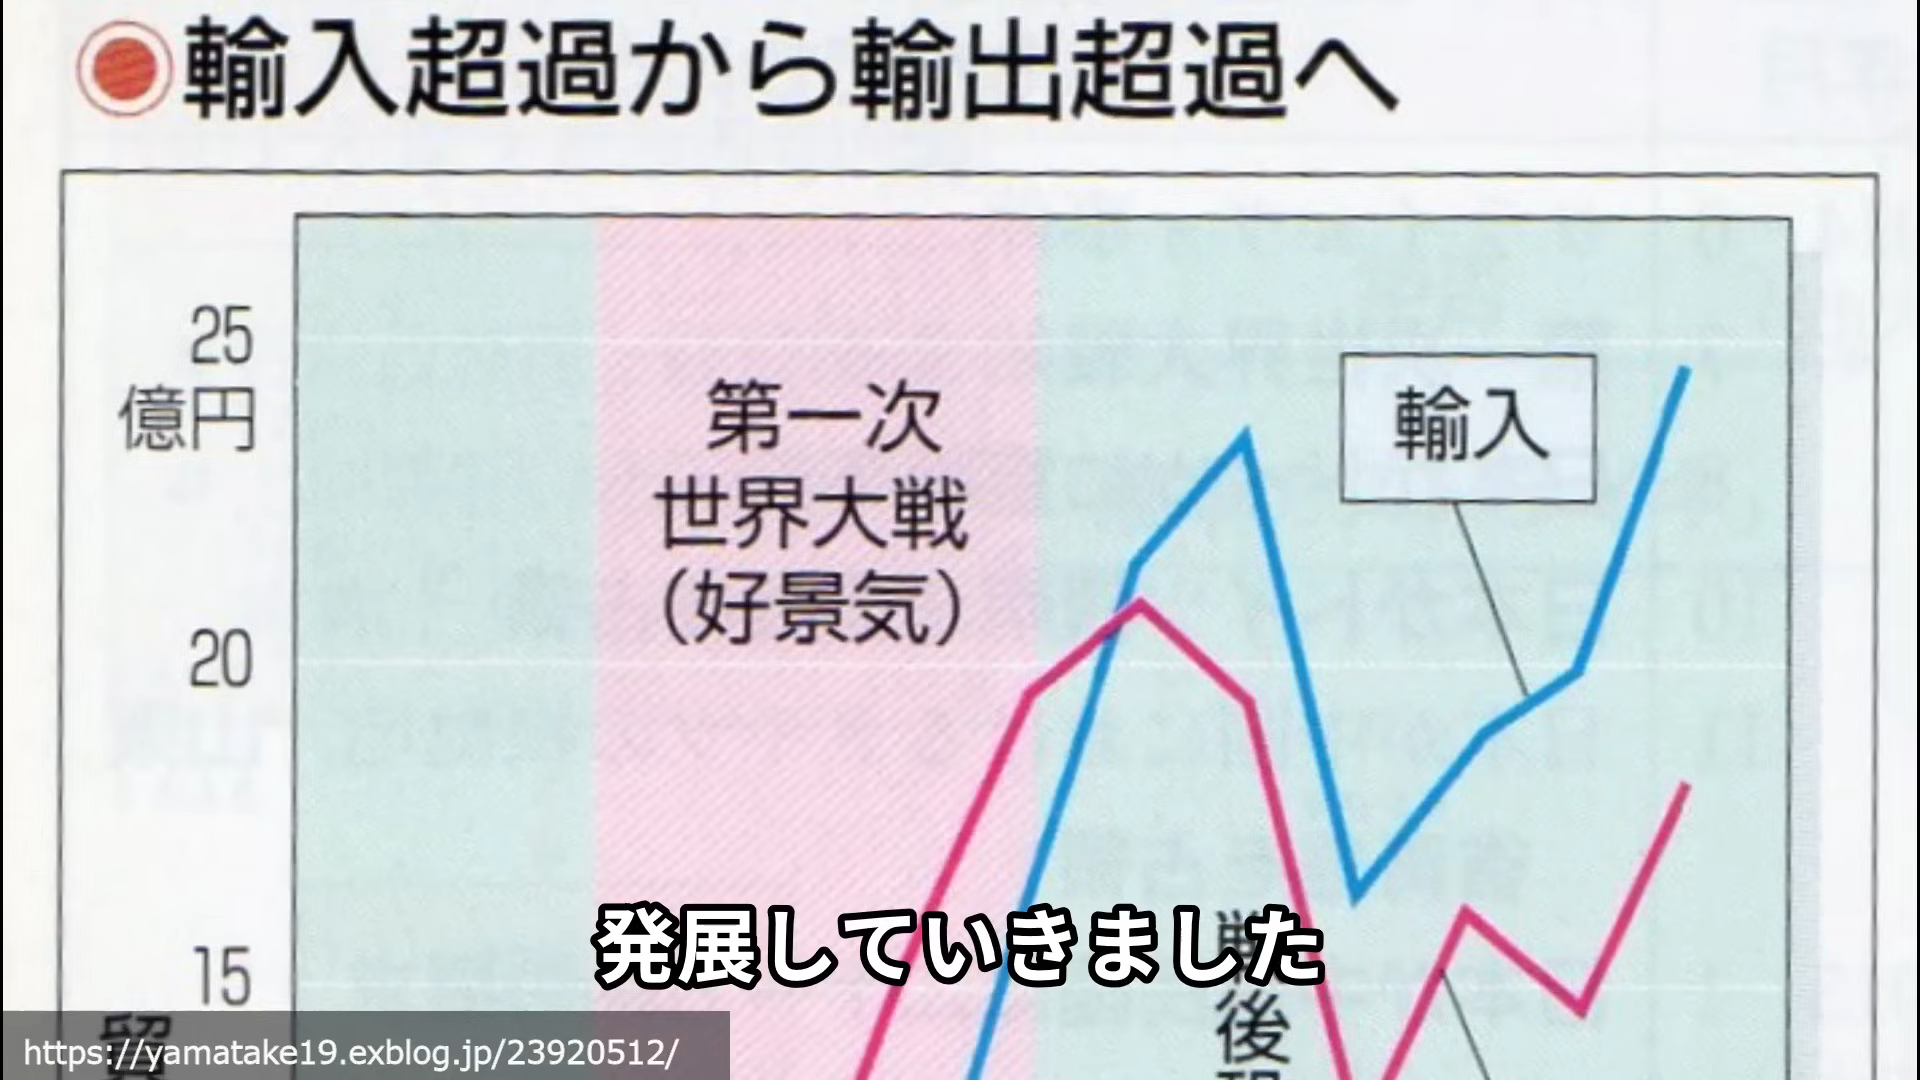 輸入超過から輸出超過へ
25
億円
第一次
世界大戦
(好景気)
輸入
20
15
戦後
発展していきました
https://yamatake19.exblog.jp/23920512/